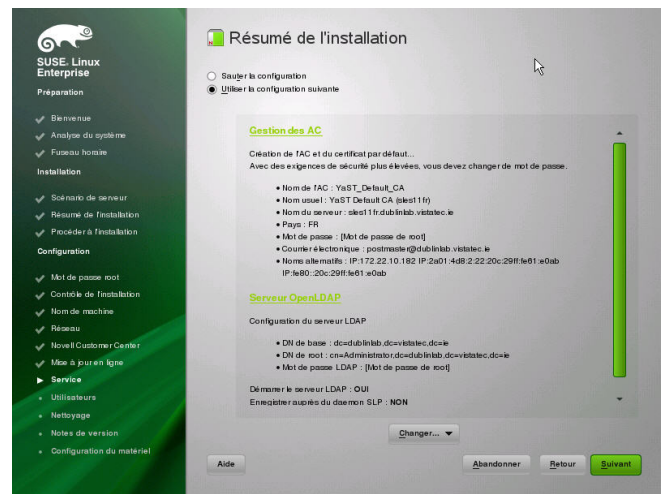 SUSE. Linux
Enterprise
Préparation
Bienvenue
Analyse du système
Fuseau horaire
Installation
Scénario de serveur
Résumé de l'installation
Procéder à l'installation
Configuration
Mot de passe root
Contrôle de l'installation
Nom de machine
Réseau
Novell Customer Center
Mise à jour en ligne
Service
Utilisateurs
Nettoyage
Notes de version
Configuration du matériel
Résumé de l'installation
Sauter la configuration
Utiliser la configuration suivante
Gestion des AC
Création de l'AC et du certificat par défaut...
Avec des exigences de sécurité plus élevées, vous devez changer de mot de passe.
Nom de l'AC : YaST_Default_CA
Nom usuel : YaST Default CA (sles11fr)
Nom du serveur : sles11fr.dublinlab.vistatec.ie
Pays : FR
Mot de passe : [Mot de passe de root]
Courrier électronique : postmaster@dublinlab.vistatec.ie
Noms alternatifs : IP:172.22.10.182 IP:2a01:4d8:2:22:20c:29ff:fe61:e0ab
IP:fe80::20c:29ff:fe61:e0ab
Serveur OpenLDAP
Configuration du serveur LDAP
DN de base : dc=dublinlab,dc=vistatec,dc=ie
DN de root : cn=Administrator,dc=dublinlab,dc=vistatec,dc=ie
Mot de passe LDAP : [Mot de passe de root]
Démarrer le serveur LDAP : OUI
Enregistrer auprès du daemon SLP : NON
Changer...
Aide
Abandonner
Retour
Suivant